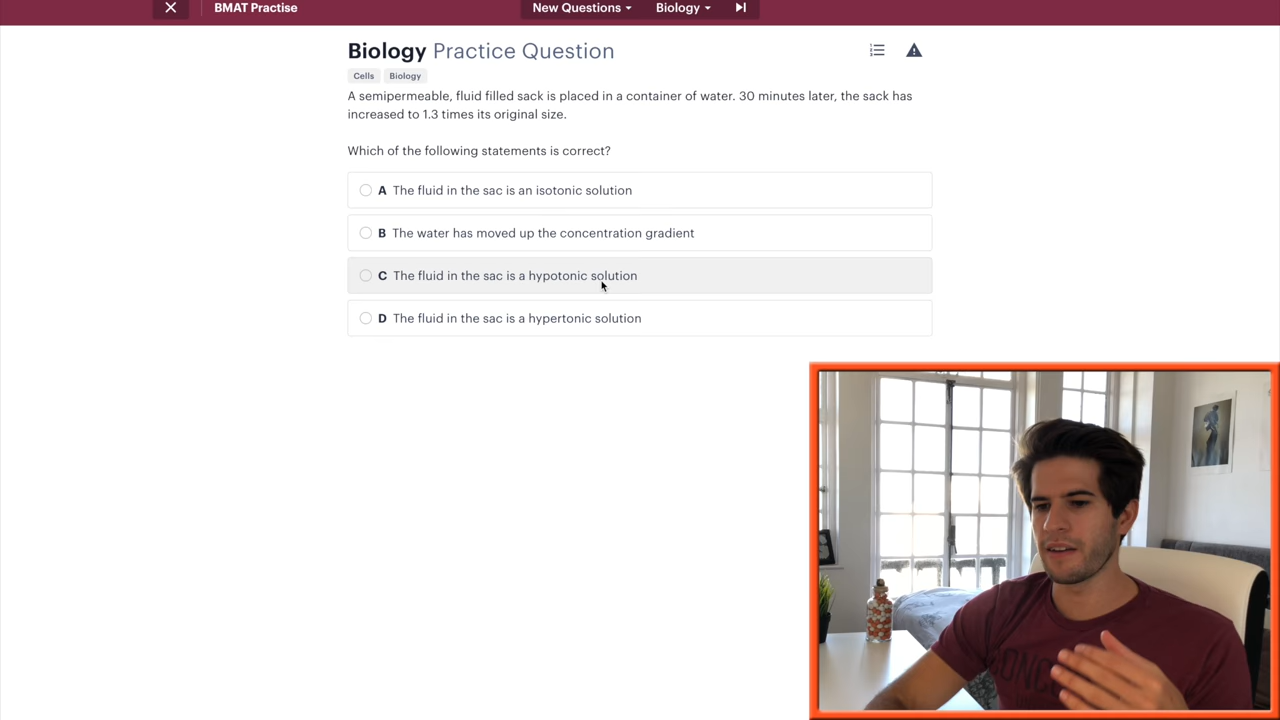 BMAT Practise
New Questions
Biology
Biology Practice Question
Cells
Biology
A semipermeable, fluid filled sack is placed in a container of water. 30 minutes later, the sack has
increased to 1.3 times its original size.
Which of the following statements is correct?
A The fluid in the sac is an isotonic solution
B The water has moved up the concentration gradient
C The fluid in the sac is a hypotonic solution
D The fluid in the sac is a hypertonic solution